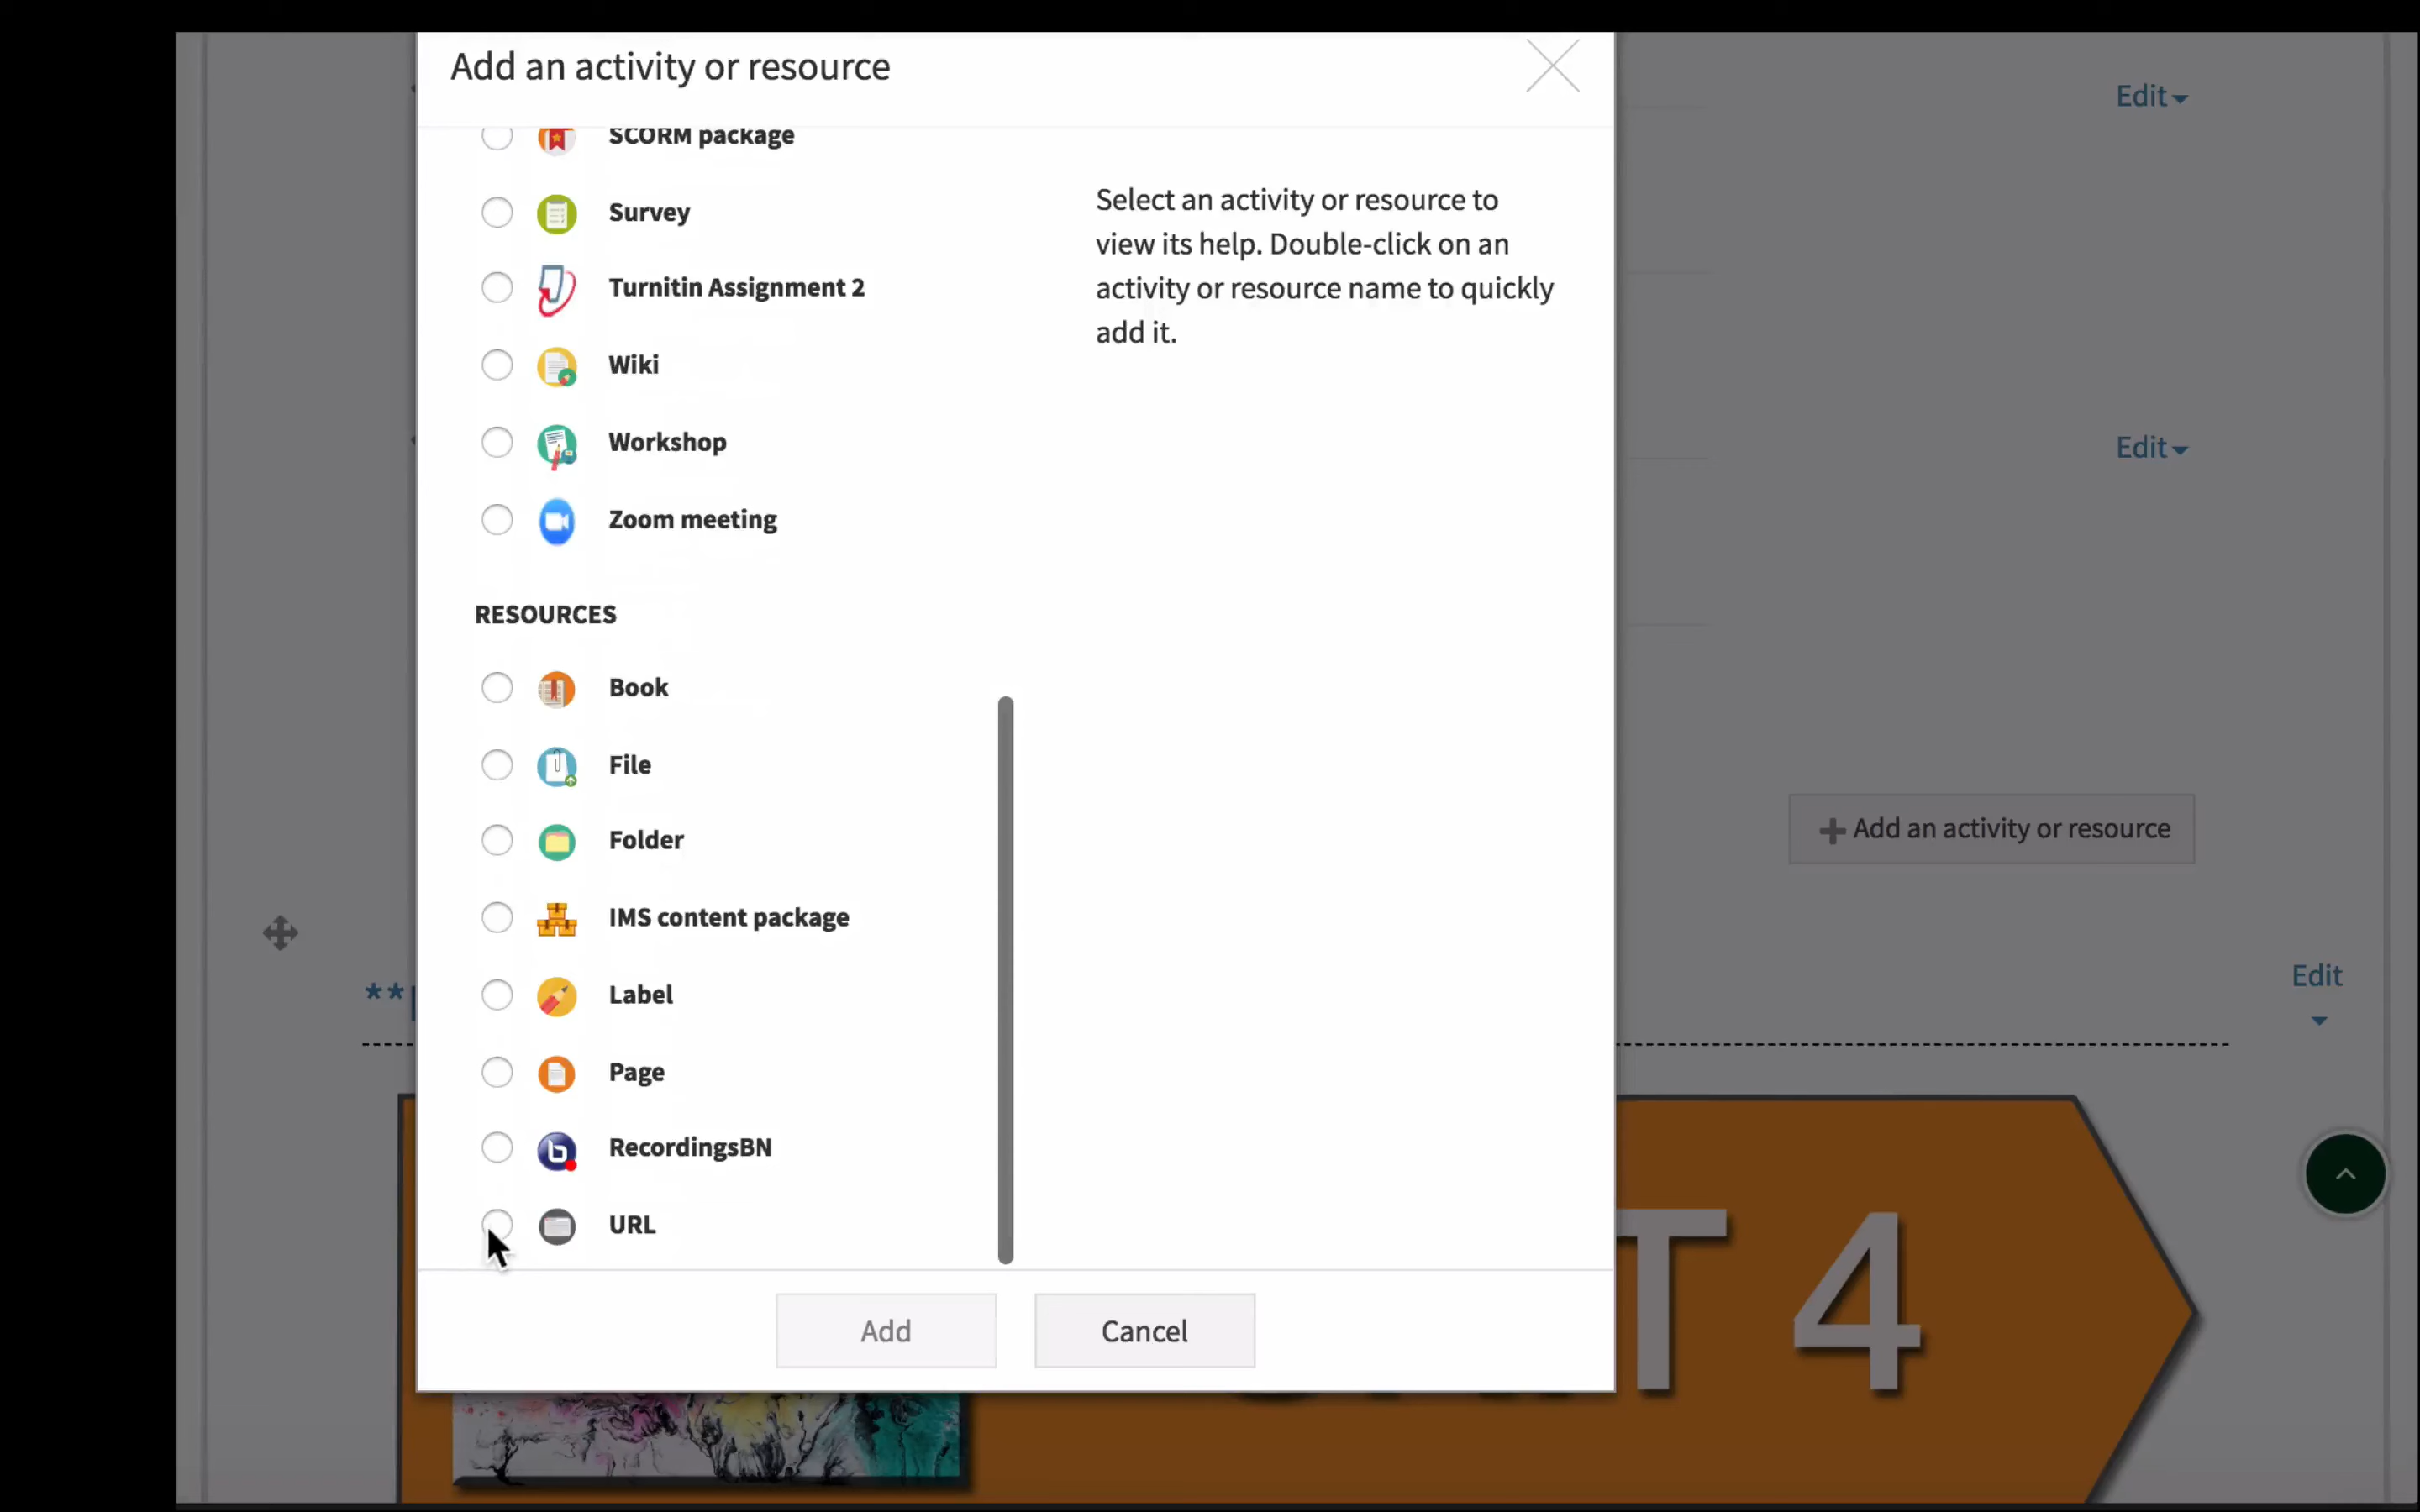 Add an activity or resource
Edit
SCORM package
Survey
Select an activity or resource to
view its help. Double-click on an
activity or resource name to quickly
add it.
Turnitin Assignment 2
Wiki
Workshop
Edit
Zoom meeting
RESOURCES
Book
File
Folder
Add an activity or resource
IMS content package
Label
**
Edit
Page
RecordingsBN
URL
T 4
Add
Cancel